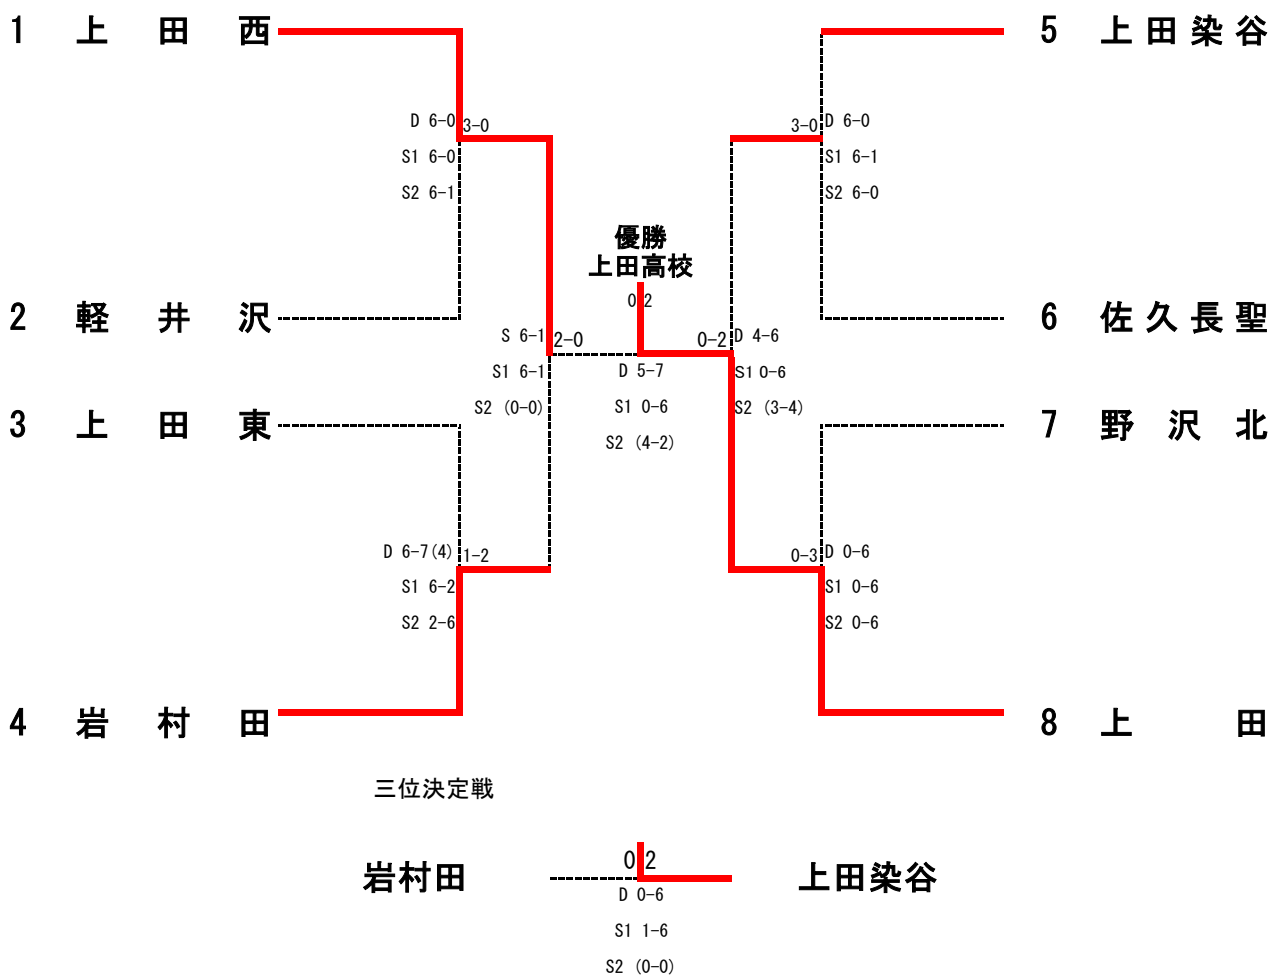 1 上田西
5 上田染谷
D 6-0 3-0
S1 6-0
S2 6-1
3-0 D 6-0
S1 6-1
S2 6-0
優勝
上田高校
0 2
2 軽井沢
6 佐久長聖
S 6-1 2-0
S1 6-1
S2 (0-0)
D 5-7
S1 0-6
S2 (4-2)
0-2 D 4-6
S1 0-6
S2 (3-4)
3 上田東
7 野沢北
D 6-7(4) 1-2
S1 6-2
S2 2-6
0-3 D 0-6
S1 0-6
S2 0-6
4 岩村田
8 上田
三位決定戦
岩村田 0 2 上田染谷
D 0-6
S1 1-6
S2 (0-0)